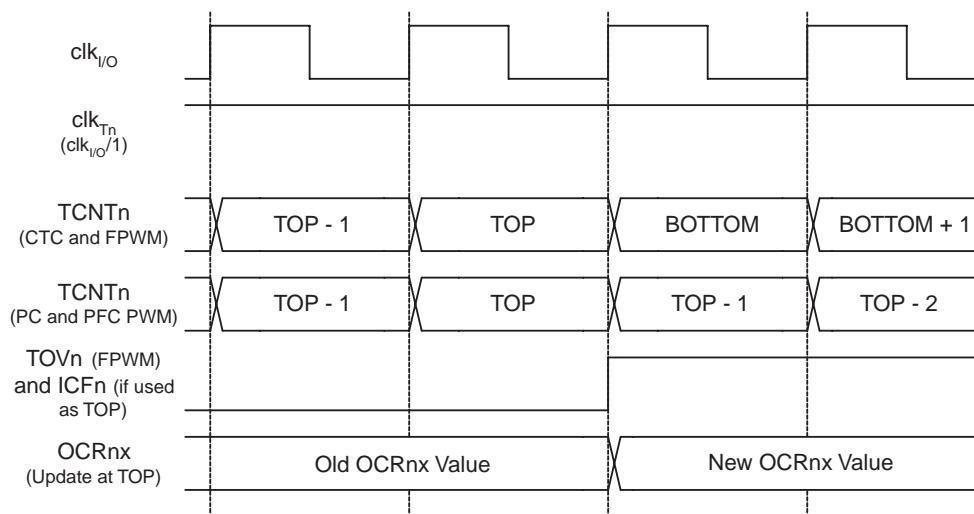 clkI/O
clkTn
(clkI/O/1)
TCNTn
(CTC and FPWM)
TOP - 1
TOP
BOTTOM
BOTTOM + 1
TCNTn
(PC and PFC PWM)
TOP - 1
TOP
TOP - 1
TOP - 2
TOVn (FPWM)
and ICFn (if used
as TOP)
OCRnx
(Update at TOP)
Old OCRnx Value
New OCRnx Value